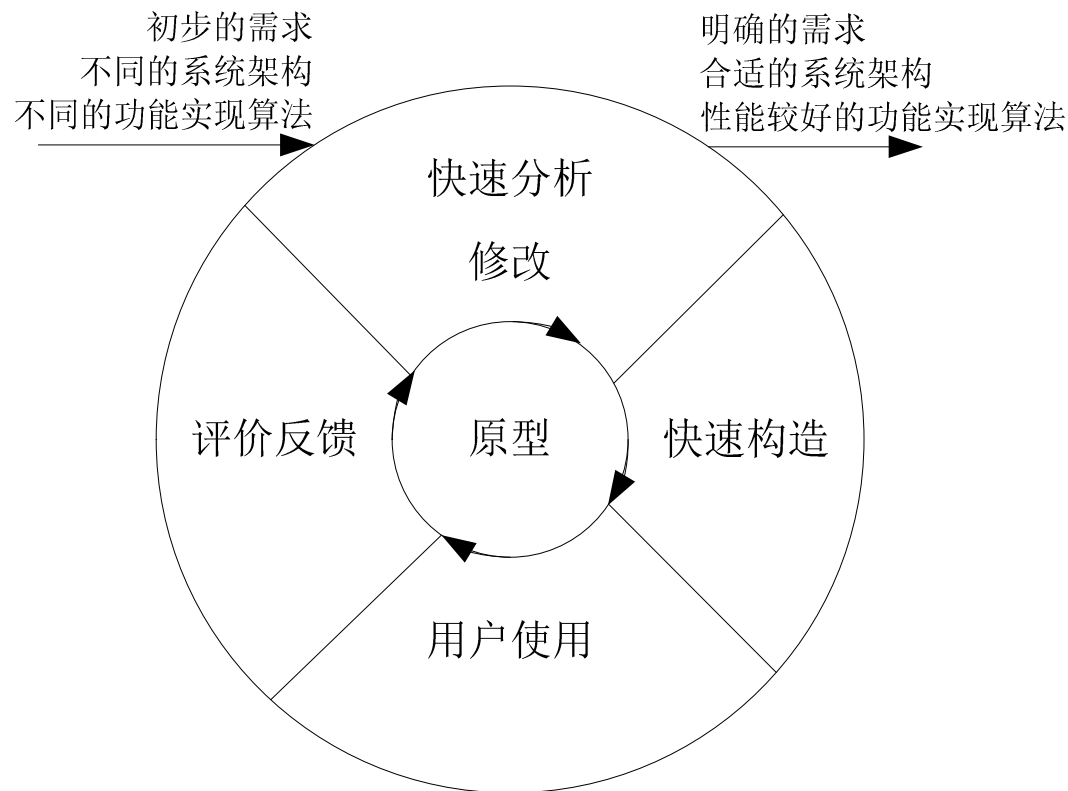 初步的需求
不同的系统架构
不同的功能实现算法
明确的需求
合适的系统架构
性能较好的功能实现算法
快速分析
修改
评价反馈
原型
快速构造
用户使用